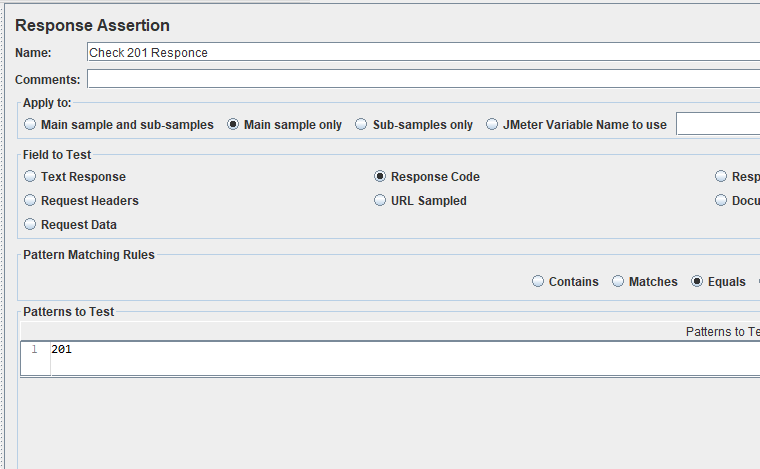 Response Assertion
Name: Check 201 Responce
Comments:
Apply to:
Main sample and sub-samples Main sample only Sub-samples only JMeter Variable Name to use
Field to Test
Text Response Response Code Resp
Request Headers URL Sampled Docu
Request Data
Pattern Matching Rules
Contains Matches Equals
Patterns to Test
Patterns to Te
1 201